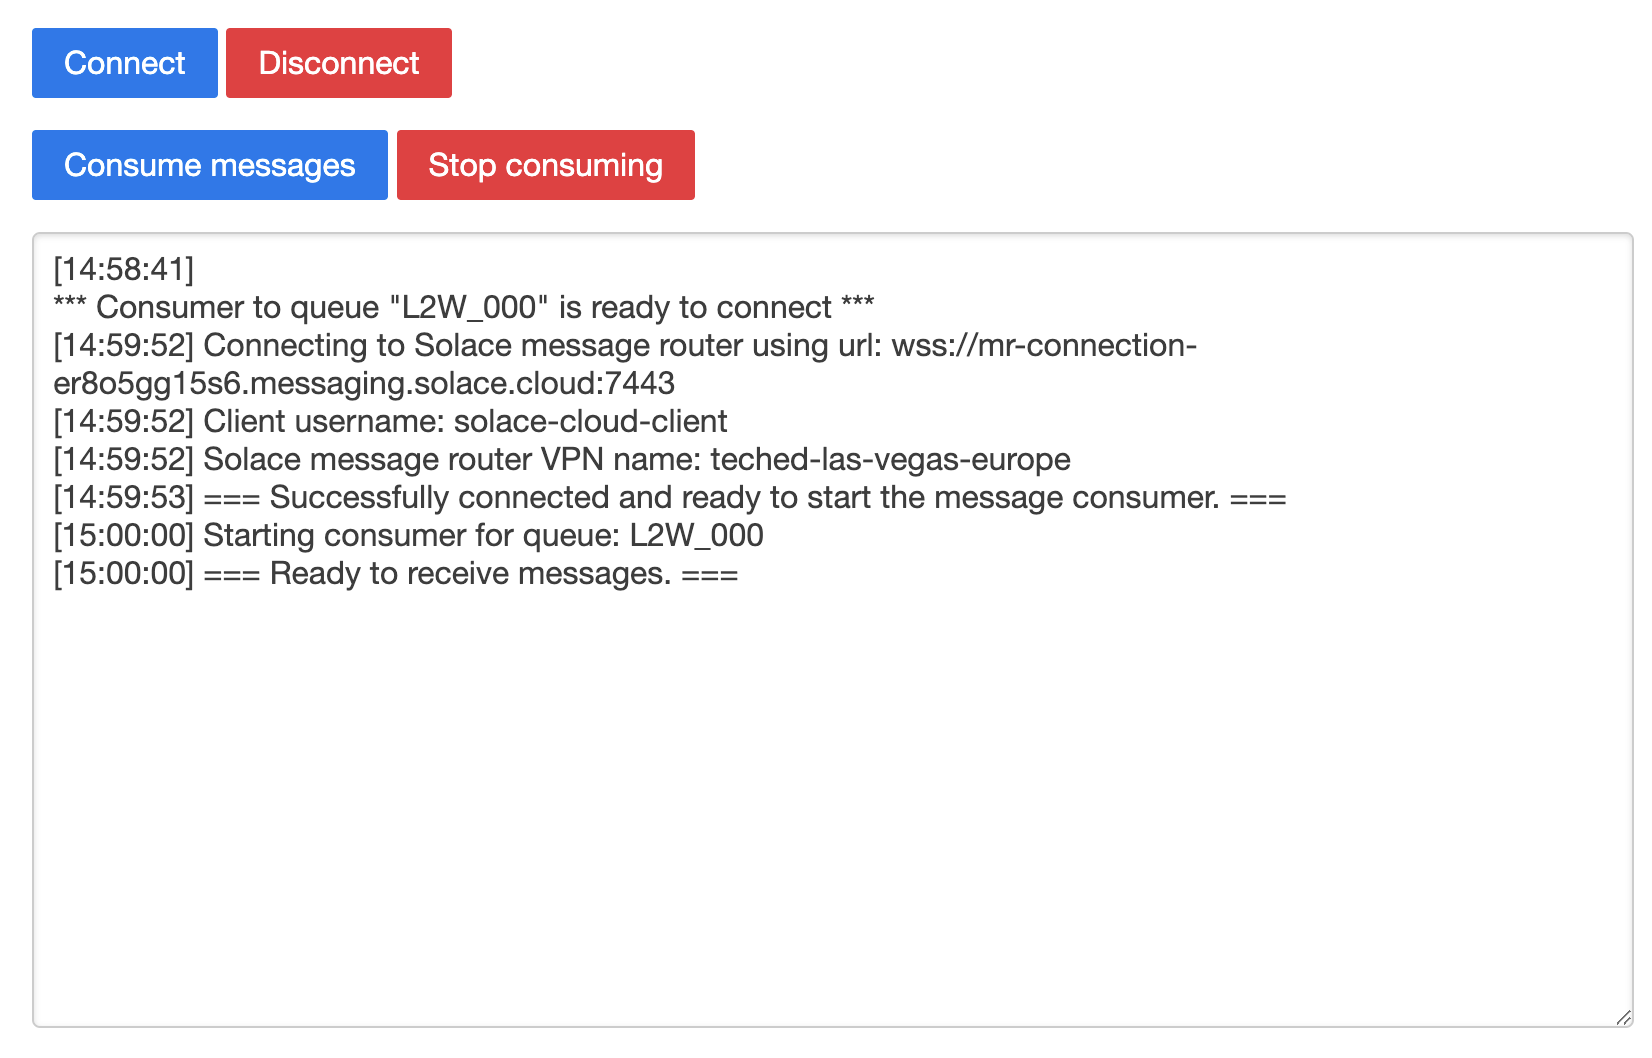 Connect Disconnect
Consume messages Stop consuming
[14:58:41]
*** Consumer to queue "L2W_000" is ready to connect ***
[14:59:52] Connecting to Solace message router using url: wss://mr-connection-
er8o5gg15s6.messaging.solace.cloud:7443
[14:59:52] Client username: solace-cloud-client
[14:59:52] Solace message router VPN name: teched-las-vegas-europe
[14:59:53] === Successfully connected and ready to start the message consumer. ===
[15:00:00] Starting consumer for queue: L2W_000
[15:00:00] === Ready to receive messages. ===